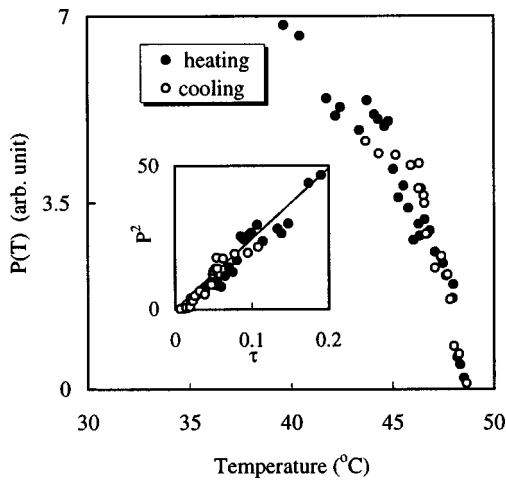 7
heating
cooling
P(T) (arb. unit)
3.5
50
P²
0
0
0.1
0.2
τ
0
30
35
40
45
50
Temperature (°C)